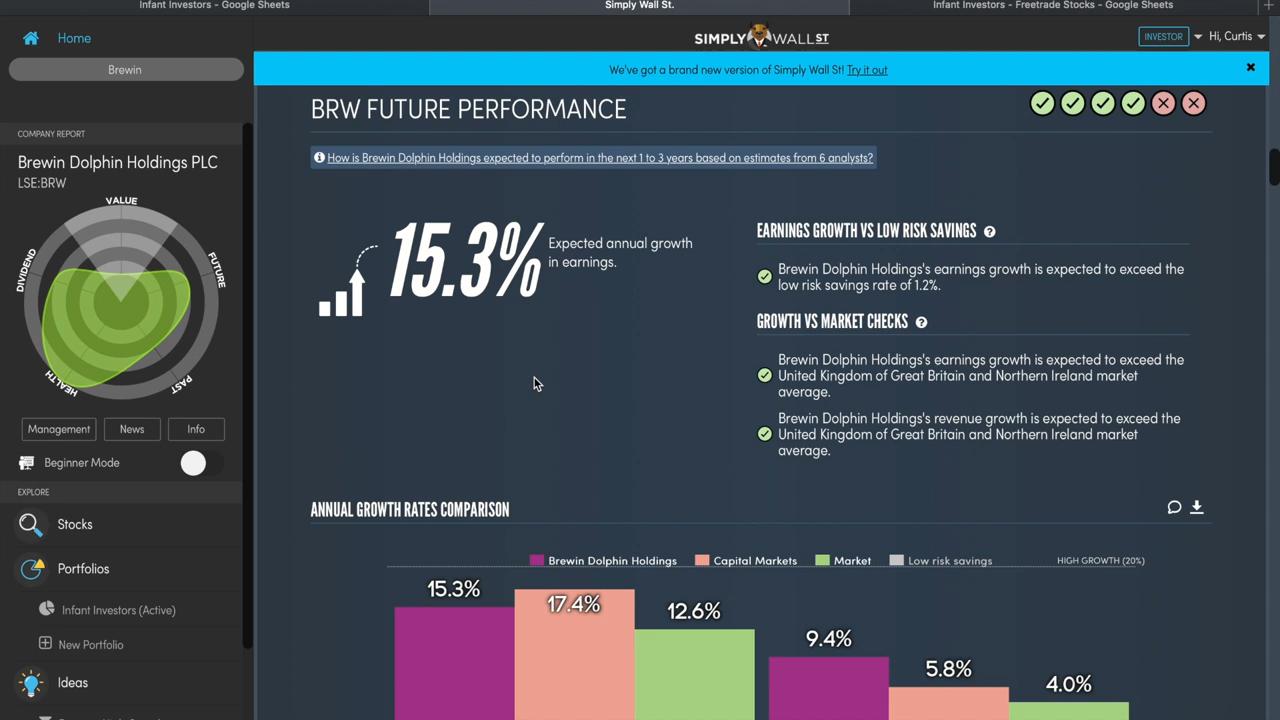 Infant Investors - Google Sheets
Simply Wall St.
Infant Investors - Freetrade Stocks - Google Sheets
Home
Brewin
COMPANY REPORT
Brewin Dolphin Holdings PLC
LSE:BRW
VALUE
FUTURE
PAST
HEALTH
DIVIDEND
Management
News
Info
Beginner Mode
EXPLORE
Stocks
Portfolios
Infant Investors (Active)
New Portfolio
Ideas
SIMPLY WALL ST
INVESTOR
Hi, Curtis
We've got a brand new version of Simply Wall St! Try it out
BRW FUTURE PERFORMANCE
How is Brewin Dolphin Holdings expected to perform in the next 1 to 3 years based on estimates from 6 analysts?
15.3%
Expected annual growth
in earnings.
EARNINGS GROWTH VS LOW RISK SAVINGS
Brewin Dolphin Holdings's earnings growth is expected to exceed the
low risk savings rate of 1.2%.
GROWTH VS MARKET CHECKS
Brewin Dolphin Holdings's earnings growth is expected to exceed the
United Kingdom of Great Britain and Northern Ireland market
average.
Brewin Dolphin Holdings's revenue growth is expected to exceed the
United Kingdom of Great Britain and Northern Ireland market
average.
ANNUAL GROWTH RATES COMPARISON
Brewin Dolphin Holdings
Capital Markets
Market
Low risk savings
HIGH GROWTH (20%)
15.3%
17.4%
12.6%
9.4%
5.8%
4.0%